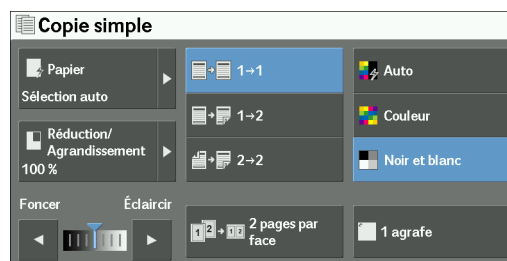 Copie simple
Papier
Sélection auto
Réduction/
Agrandissement
100 %
Foncer
Éclaircir
1→1
1→2
2→2
2 pages par
face
Auto
Couleur
Noir et blanc
1 agrafe